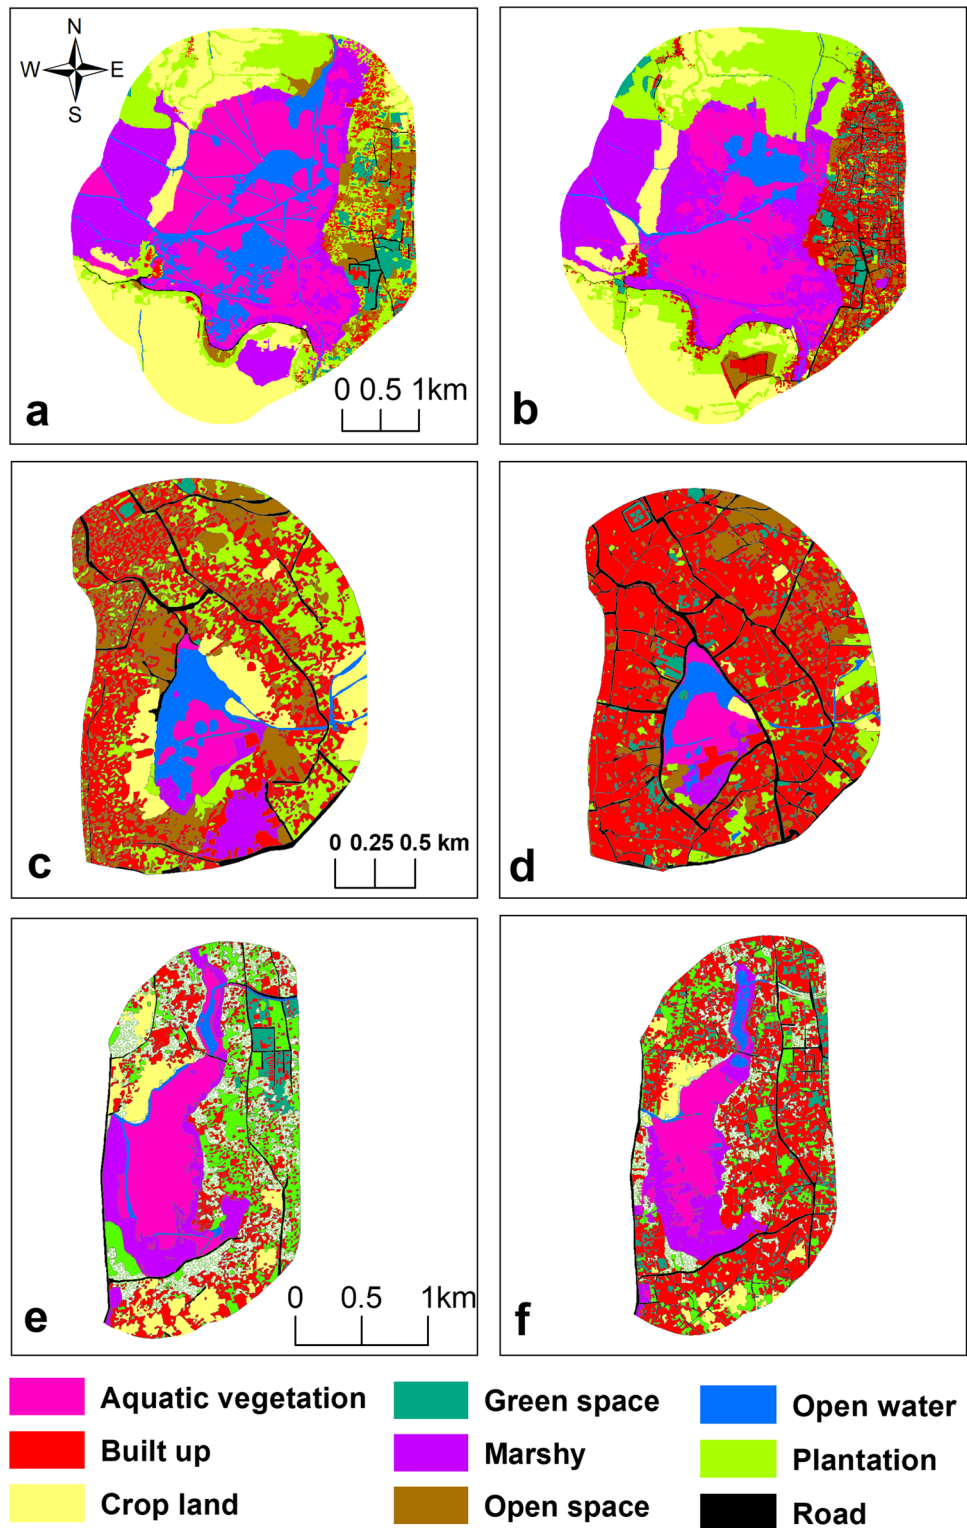 N
W E
S
0 0.5 1km
a
b
0 0.25 0.5 km
c
d
0 0.5 1km
e
f
Aquatic vegetation
Green space
Open water
Built up
Marshy
Plantation
Crop land
Open space
Road